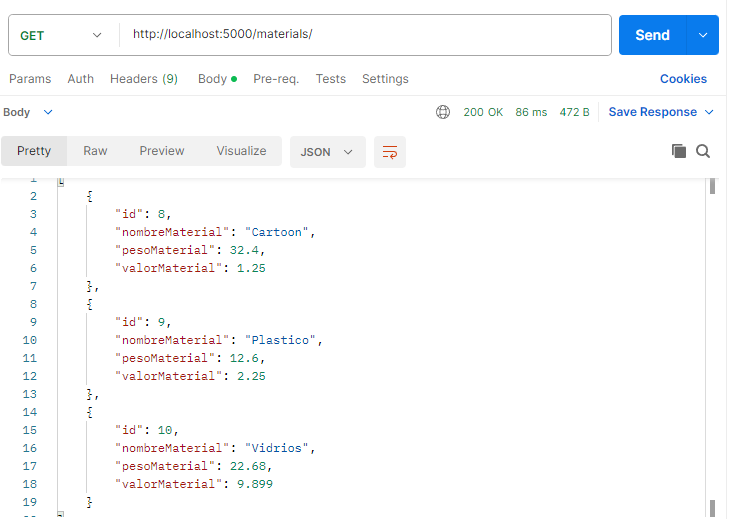 GET http://localhost:5000/materials/ Send
Params Auth Headers (9) Body Pre-req. Tests Settings Cookies
Body 200 OK 86 ms 472 B Save Response
Pretty Raw Preview Visualize JSON
1 [
2 {
3 "id": 8,
4 "nombreMaterial": "Cartoon",
5 "pesoMaterial": 32.4,
6 "valorMaterial": 1.25
7 },
8 {
9 "id": 9,
10 "nombreMaterial": "Plastico",
11 "pesoMaterial": 12.6,
12 "valorMaterial": 2.25
13 },
14 {
15 "id": 10,
16 "nombreMaterial": "Vidrios",
17 "pesoMaterial": 22.68,
18 "valorMaterial": 9.899
19 }